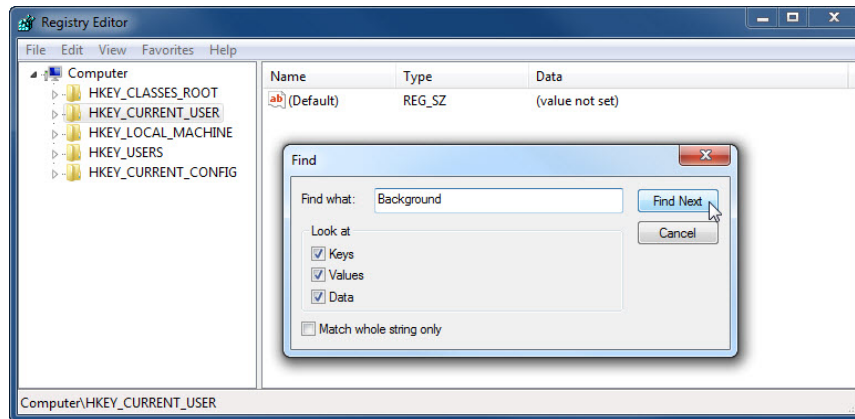 Registry Editor
File Edit View Favorites Help
Computer
HKEY_CLASSES_ROOT
HKEY_CURRENT_USER
HKEY_LOCAL_MACHINE
HKEY_USERS
HKEY_CURRENT_CONFIG
Name Type Data
ab (Default) REG_SZ (value not set)
Find
Find what: Background Find Next
Cancel
Look at
Keys
Values
Data
Match whole string only
Computer\HKEY_CURRENT_USER